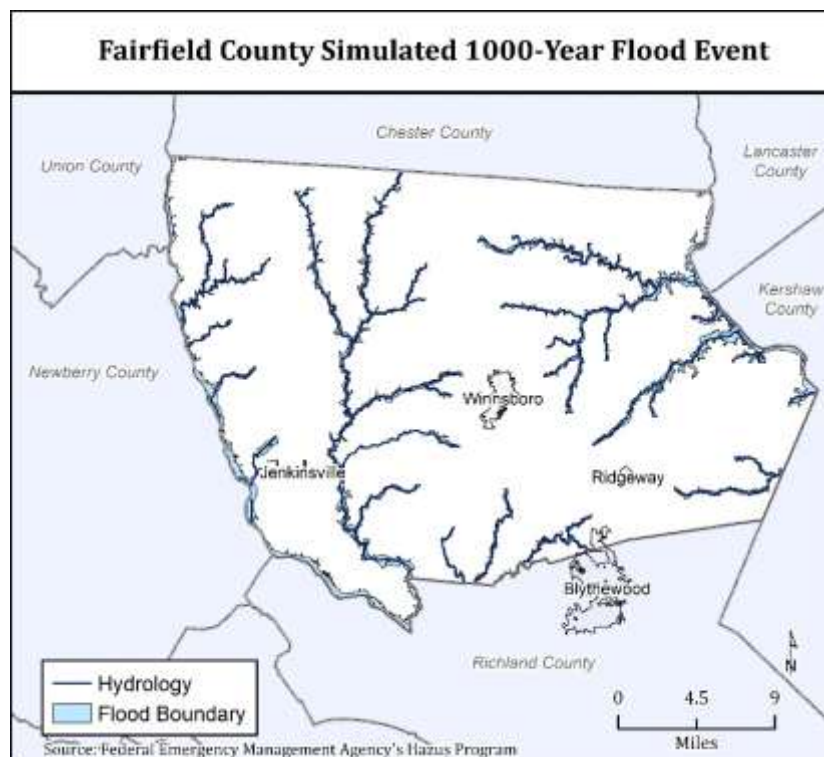 Fairfield County Simulated 1000-Year Flood Event
Chester County
Union County
Lancaster
County
Kershaw
County
Newberry County
Winnsboro
Jenkinsville
Ridgeway
Blythewood
Richland County
N
Hydrology
Flood Boundary
0 4.5 9
Miles
Source: Federal Emergency Management Agency's Hazus Program